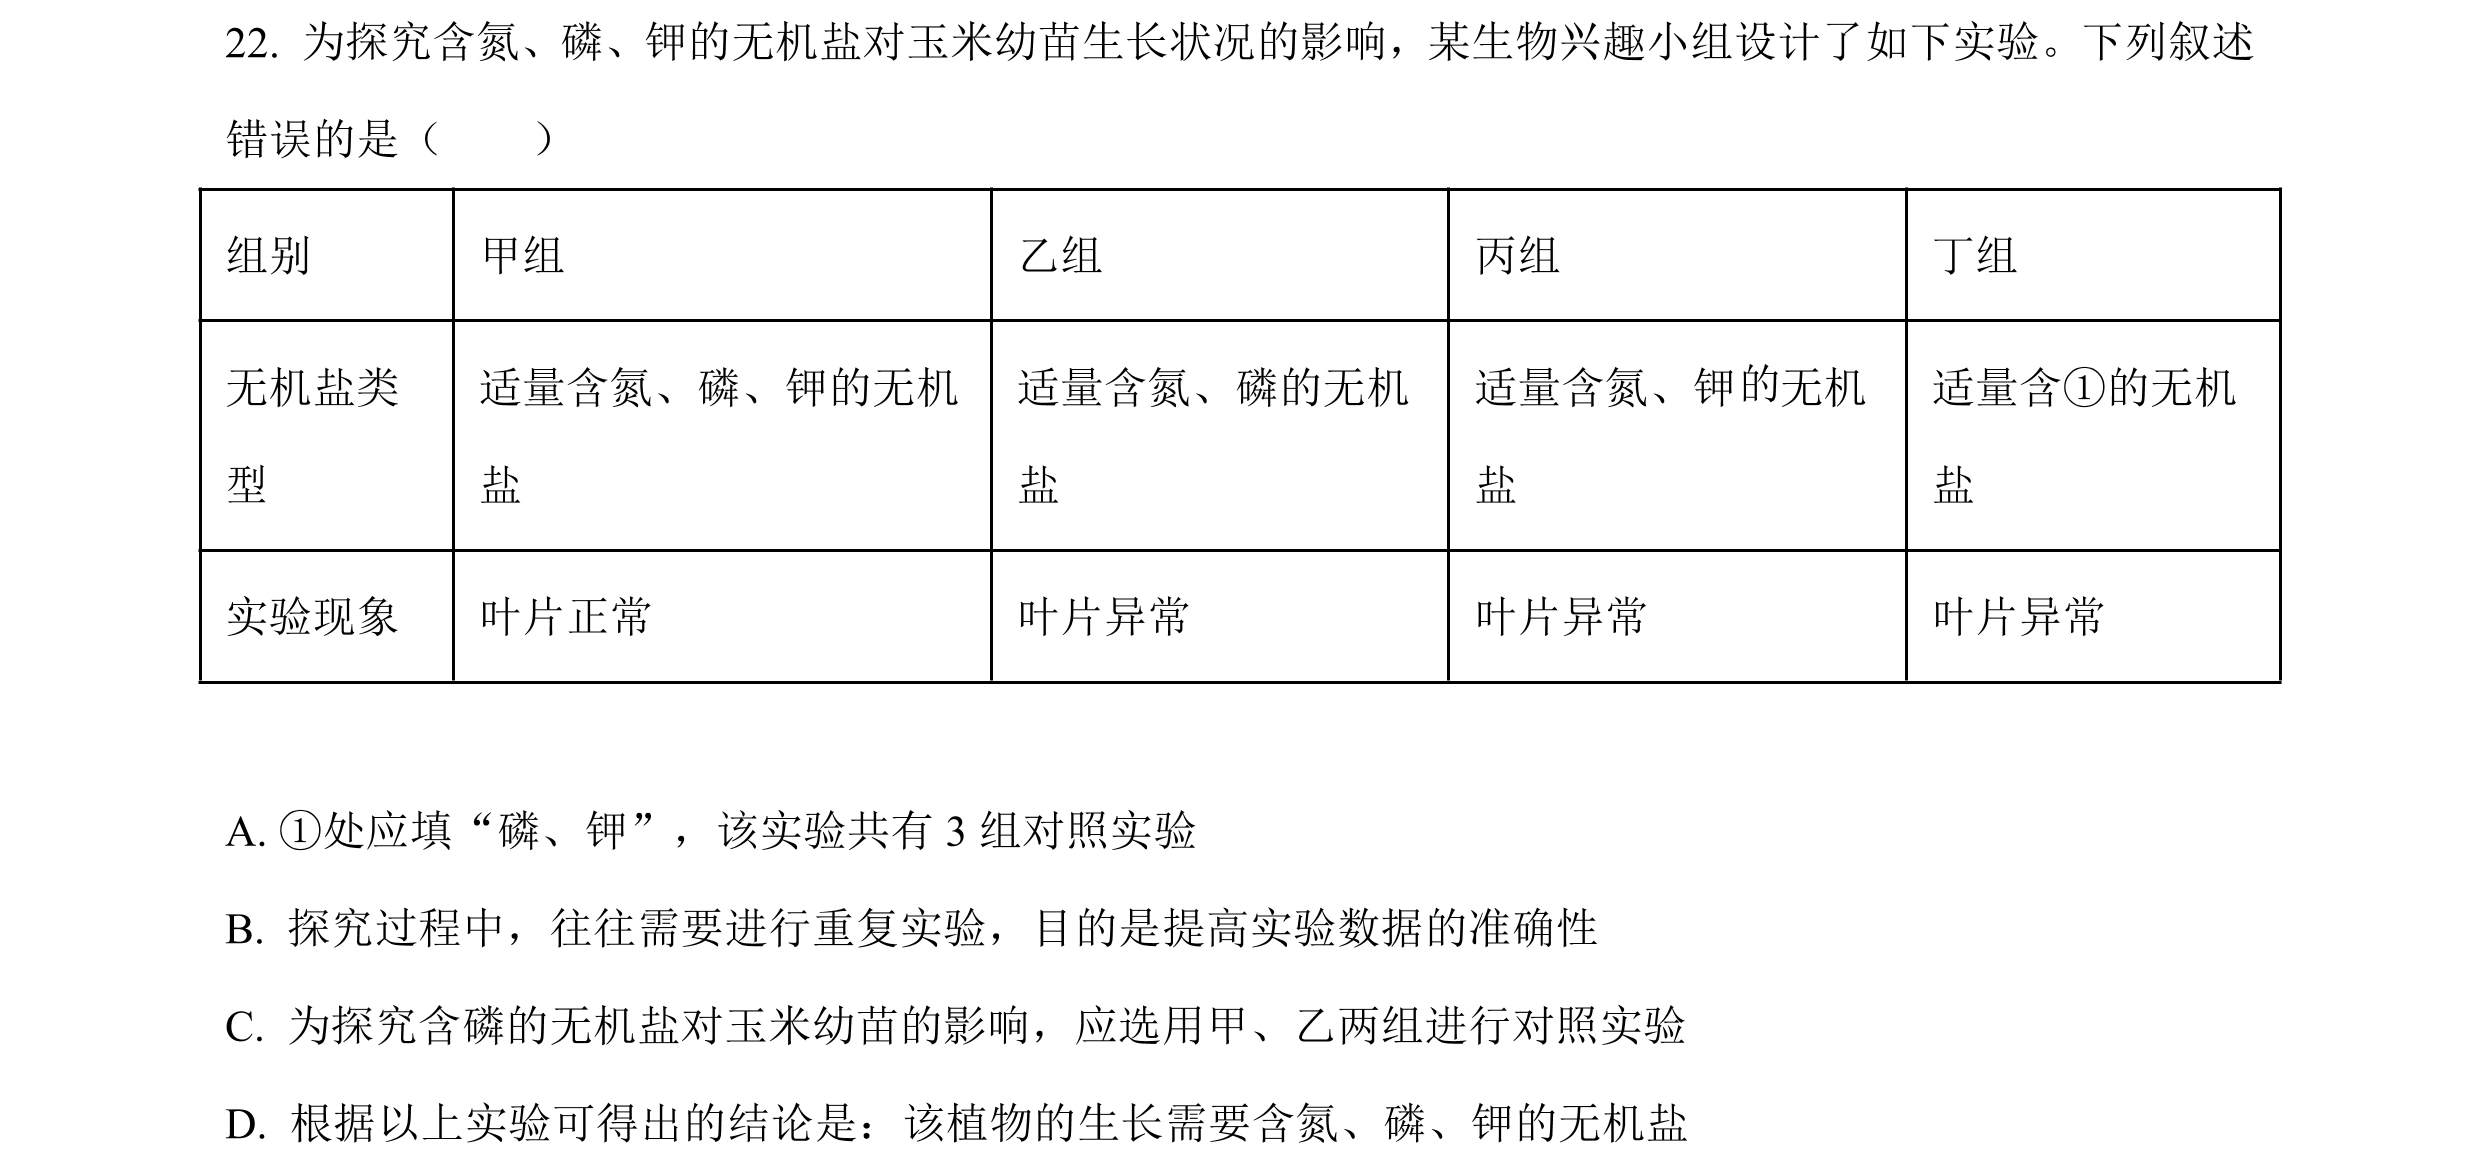 22. 为探究含氮、磷、钾的无机盐对玉米幼苗生长状况的影响，某生物兴趣小组设计了如下实验。下列叙述
错误的是（　　）
组别 甲组 乙组 丙组 丁组
无机盐类型 适量含氮、磷、钾的无机盐 适量含氮、磷的无机盐 适量含氮、钾的无机盐 适量含①的无机盐
实验现象 叶片正常 叶片异常 叶片异常 叶片异常
A. ①处应填“磷、钾”，该实验共有 3 组对照实验
B. 探究过程中，往往需要进行重复实验，目的是提高实验数据的准确性
C. 为探究含磷的无机盐对玉米幼苗的影响，应选用甲、乙两组进行对照实验
D. 根据以上实验可得出的结论是：该植物的生长需要含氮、磷、钾的无机盐